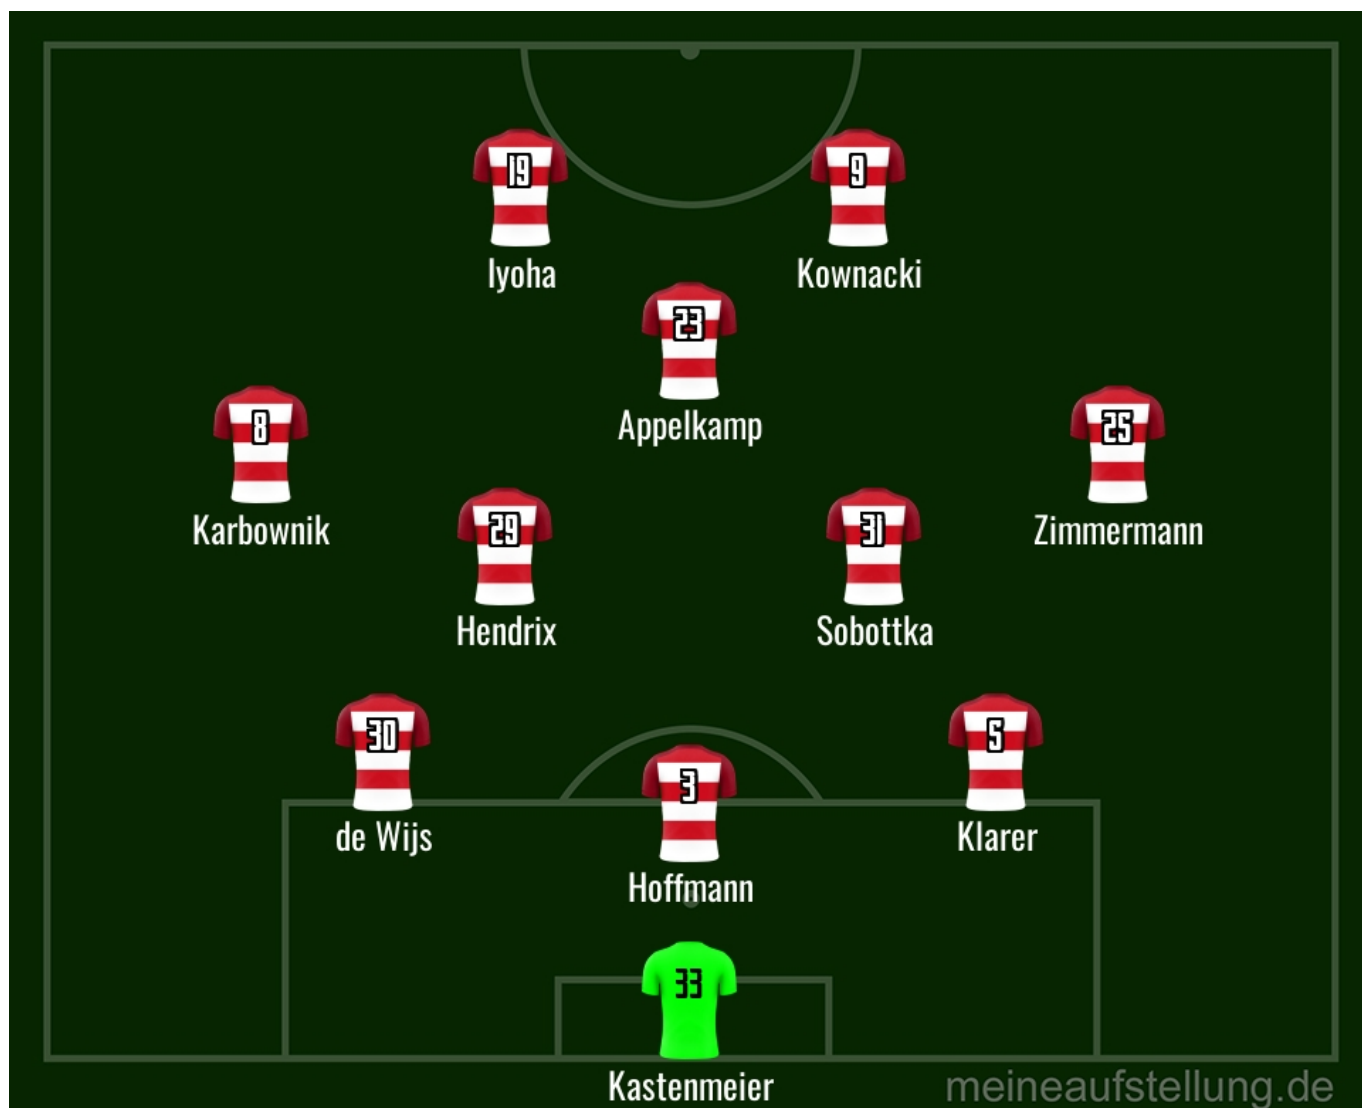 19
9
Iyoha
Kownacki
23
Appelkamp
8
25
Karbownik
Zimmermann
29
31
Hendrix
Sobottka
30
5
de Wijs
Klarer
3
Hoffmann
33
Kastenmeier
meineaufstellung.de